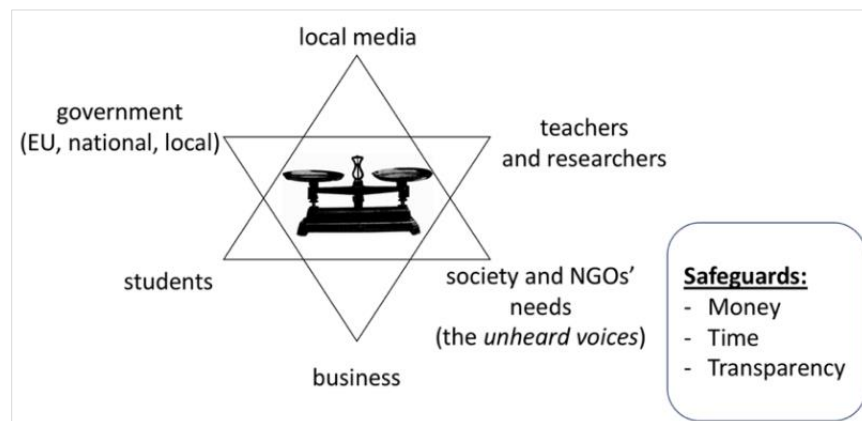 local media
government
(EU, national, local)
teachers
and researchers
students
society and NGOs’
needs
(the unheard voices)
business
Safeguards:
- Money
- Time
- Transparency